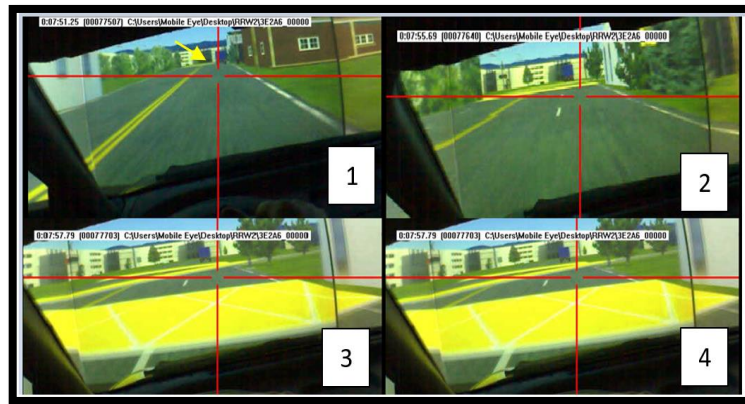 0:07:51.25 [00077507] C:\Users\Mobile Eye\Desktop\RRW2\3E2A6_00000
1
0:07:55.69 [00077640] C:\Users\Mobile Eye\Desktop\RRW2\3E2A6_00000
2
0:07:57.79 [00077703] C:\Users\Mobile Eye\Desktop\RRW2\3E2A6_00000
3
0:07:57.79 [00077703] C:\Users\Mobile Eye\Desktop\RRW2\3E2A6_00000
4